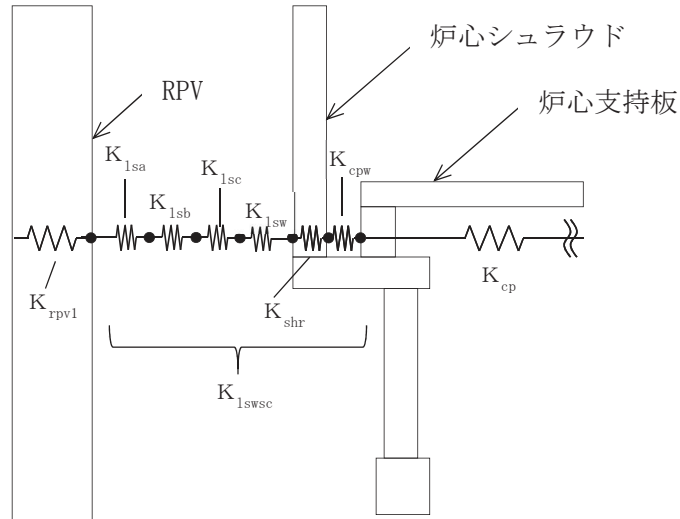 炉心シュラウド
RPV
炉心支持板
K_lsa
K_lsc
K_cpw
K_lsb
K_lsw
K_cp
K_rpv1
K_shr
K_lswsc